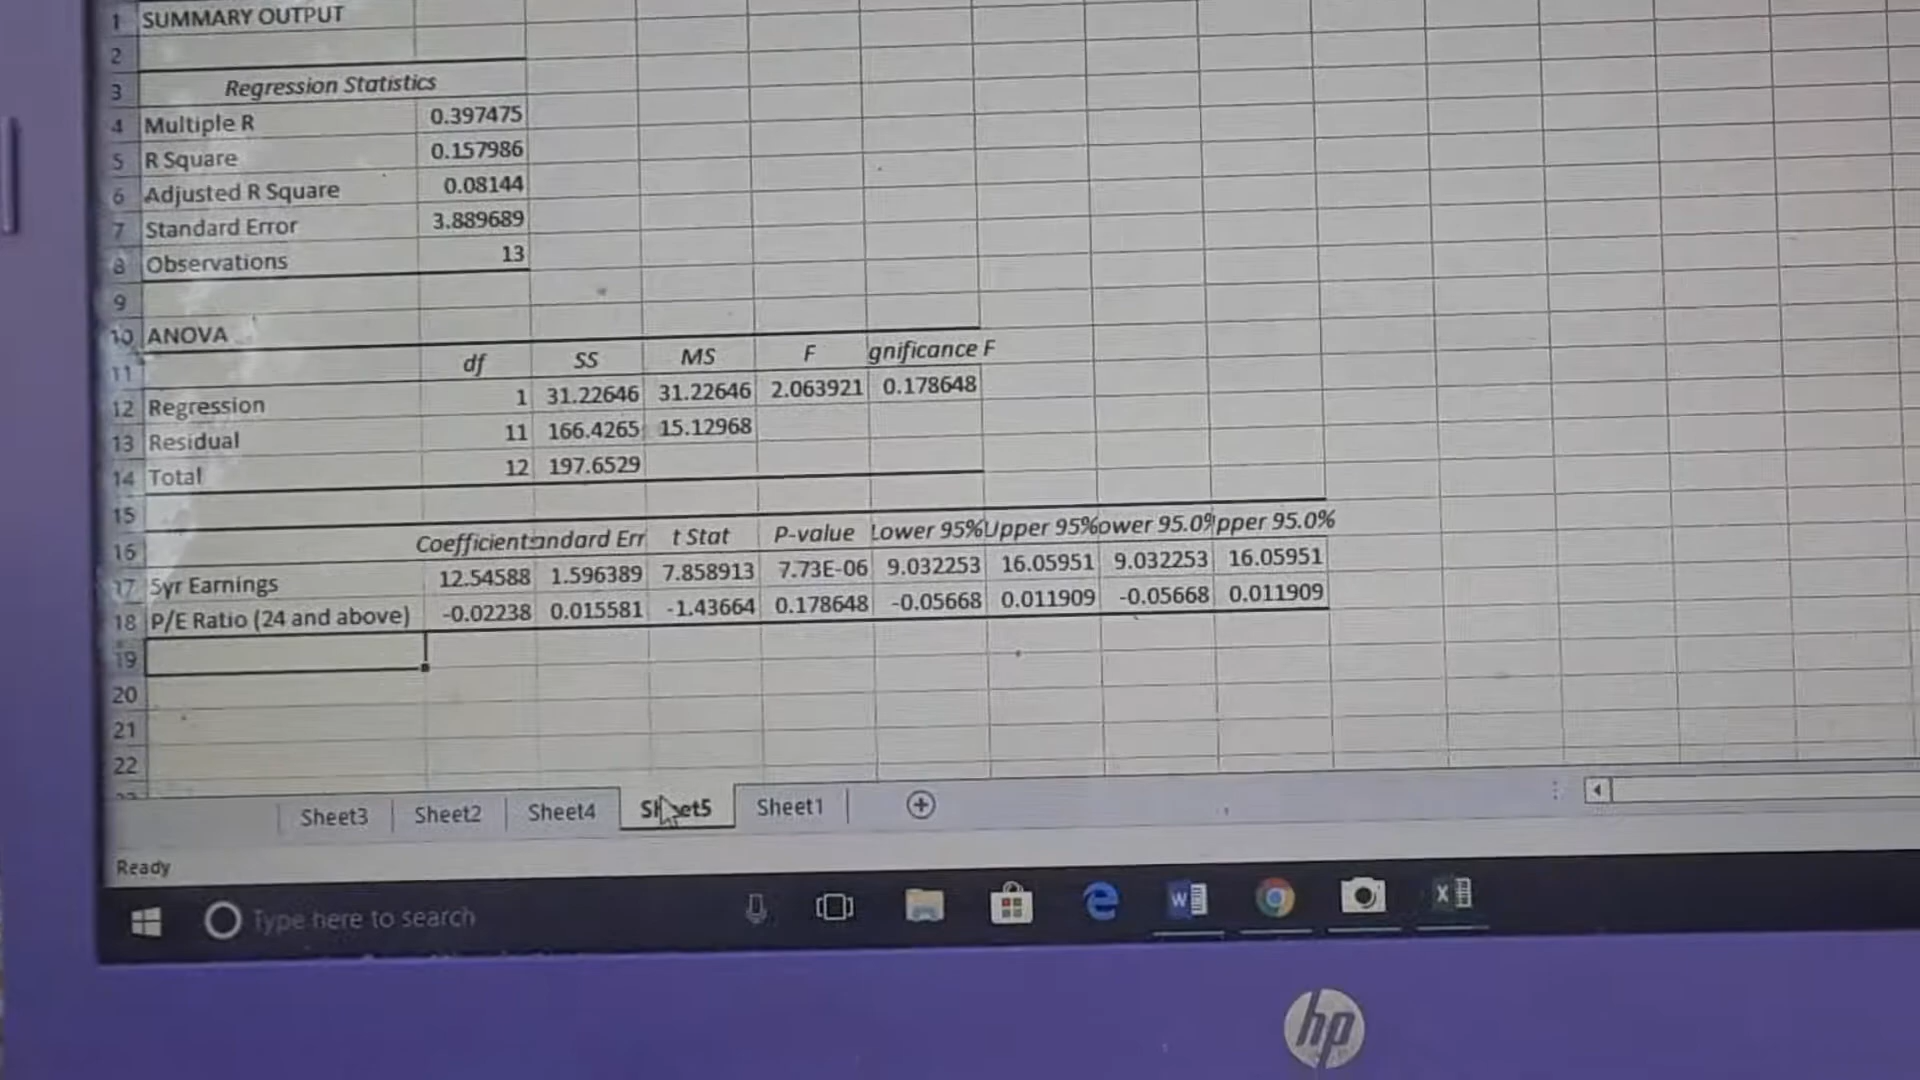 1 SUMMARY OUTPUT
2
3 Regression Statistics
4 Multiple R 0.397475
5 R Square 0.157986
6 Adjusted R Square 0.08144
7 Standard Error 3.889689
8 Observations 13
9
10 ANOVA
11 df SS MS F gnificance F
12 Regression 1 31.22646 31.22646 2.063921 0.178648
13 Residual 11 166.4265 15.12968
14 Total 12 197.6529
15
16 Coefficient andard Err t Stat P-value Lower 95% Upper 95% ower 95.0% pper 95.0%
17 5yr Earnings 12.54588 1.596389 7.858913 7.73E-06 9.032253 16.05951 9.032253 16.05951
18 P/E Ratio (24 and above) -0.02238 0.015581 -1.43664 0.178648 -0.05668 0.011909 -0.05668 0.011909
19
20
21
22
Sheet3 Sheet2 Sheet4 Sheet5 Sheet1
Ready
Type here to search
hp